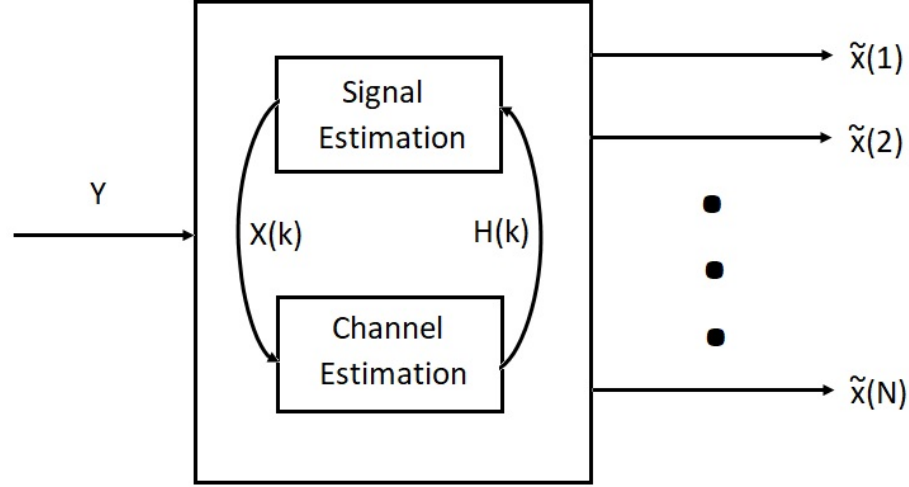 Signal
Estimation
x̃(1)
x̃(2)
Y
X(k)
H(k)
Channel
Estimation
x̃(N)